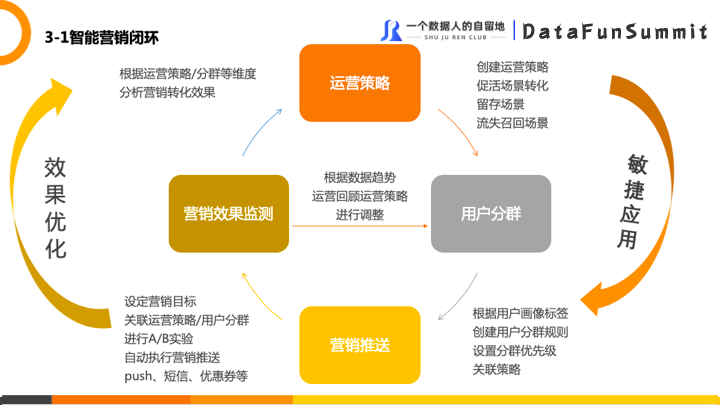 3-1智能营销闭环
一个数据人的自留地
SHU JU REN CLUB
DataFunSummit
根据运营策略/分群等维度
分析营销转化效果
运营策略
创建运营策略
促活场景转化
留存场景
流失召回场景
效果优化
营销效果监测
根据数据趋势
运营回顾运营策略
进行调整
用户分群
敏捷应用
设定营销目标
关联运营策略/用户分群
进行A/B实验
自动执行营销推送
push、短信、优惠券等
营销推送
根据用户画像标签
创建用户分群规则
设置分群优先级
关联策略